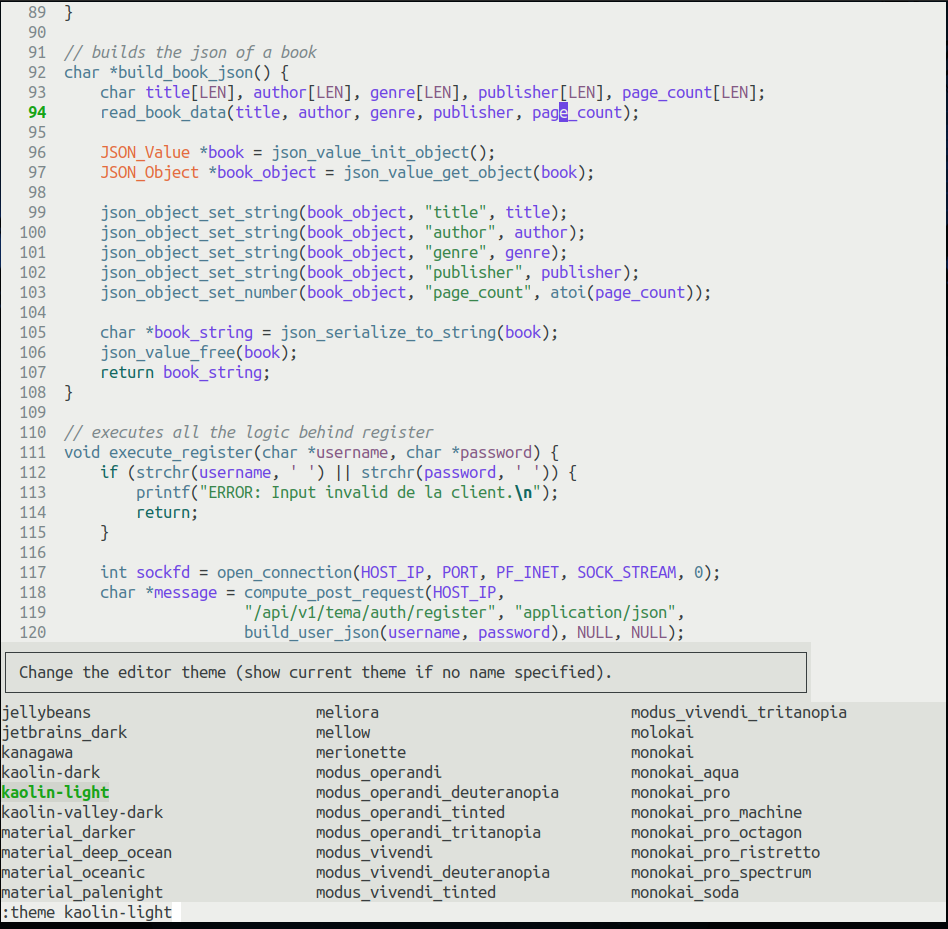 89 }
90
91 // builds the json of a book
92 char *build_book_json() {
93     char title[LEN], author[LEN], genre[LEN], publisher[LEN], page_count[LEN];
94     read_book_data(title, author, genre, publisher, page_count);
95
96     JSON_Value *book = json_value_init_object();
97     JSON_Object *book_object = json_value_get_object(book);
98
99     json_object_set_string(book_object, "title", title);
100     json_object_set_string(book_object, "author", author);
101     json_object_set_string(book_object, "genre", genre);
102     json_object_set_string(book_object, "publisher", publisher);
103     json_object_set_number(book_object, "page_count", atoi(page_count));
104
105     char *book_string = json_serialize_to_string(book);
106     json_value_free(book);
107     return book_string;
108 }
109
110 // executes all the logic behind register
111 void execute_register(char *username, char *password) {
112     if (strchr(username, ' ') || strchr(password, ' ')) {
113         printf("ERROR: Input invalid de la client.\n");
114         return;
115     }
116
117     int sockfd = open_connection(HOST_IP, PORT, PF_INET, SOCK_STREAM, 0);
118     char *message = compute_post_request(HOST_IP,
119                     "/api/v1/tema/auth/register", "application/json",
120                     build_user_json(username, password), NULL, NULL);
Change the editor theme (show current theme if no name specified).
jellybeans meliora modus_vivendi_tritanopia
jetbrains_dark mellow molokai
kanagawa merionette monokai
kaolin-dark modus_operandi monokai_aqua
kaolin-light modus_operandi_deuteranopia monokai_pro
kaolin-valley-dark modus_operandi_tinted monokai_pro_machine
material_darker modus_operandi_tritanopia monokai_pro_octagon
material_deep_ocean modus_vivendi monokai_pro_ristretto
material_oceanic modus_vivendi_deuteranopia monokai_pro_spectrum
material_palenight modus_vivendi_tinted monokai_soda
:theme kaolin-light